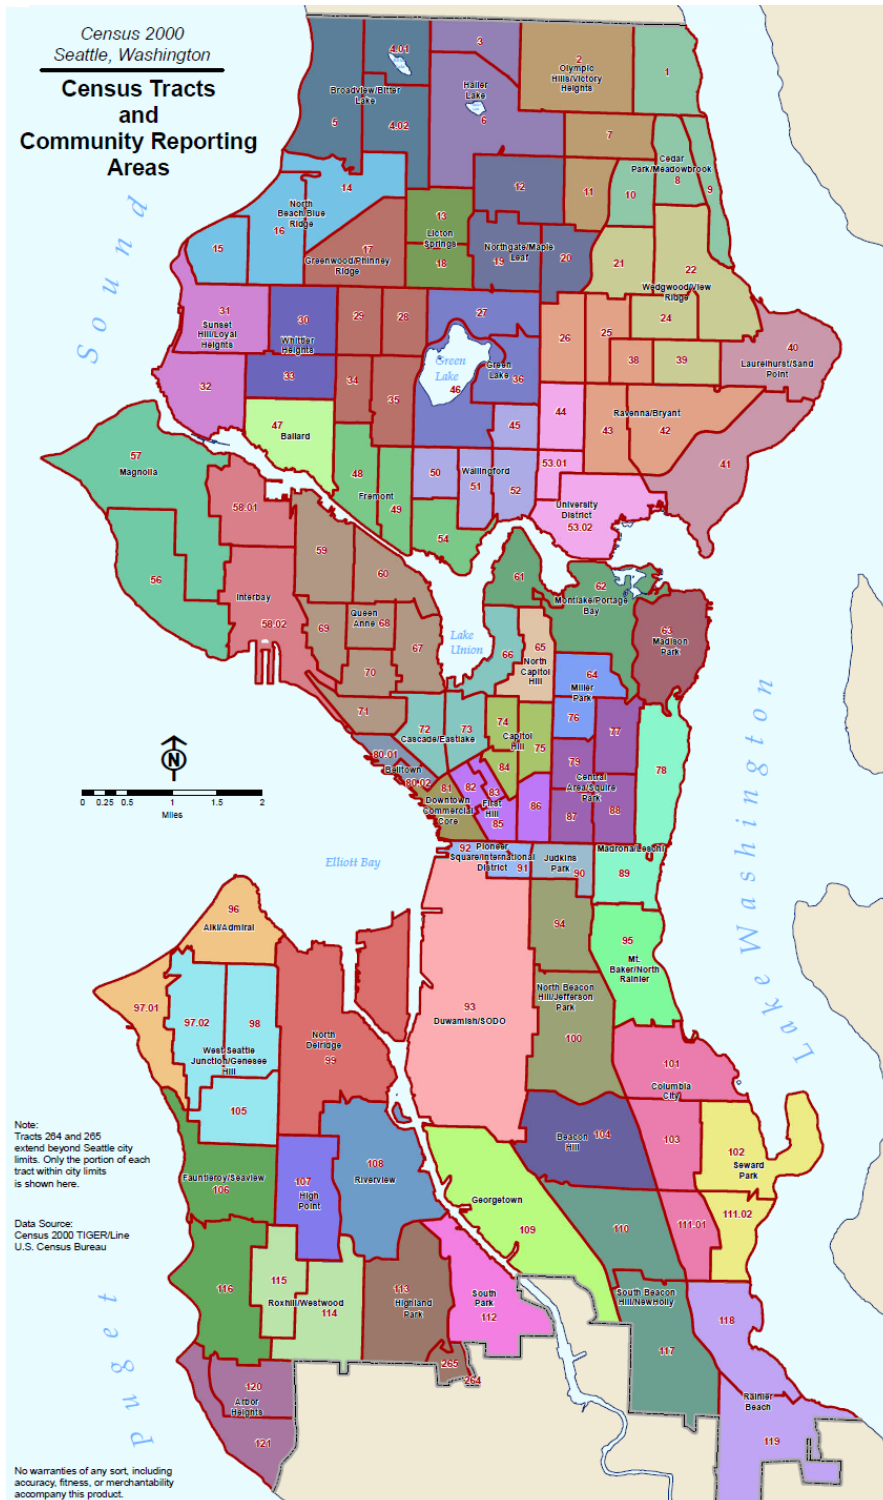 Census 2000
Seattle, Washington
Census Tracts
and
Community Reporting
Areas
4.01
3
2
Olympic
Hills/Victory
Heights
1
Broadview/Bitter
Lake
Haller
Lake
5
4.02
6
7
Cedar
Park/Meadowbrook
8
9
10
11
12
14
North
Beach/Blue
Ridge
13
Licton
Springs
15
16
17
Greenwood/Phinney
Ridge
18
19
Northgate/Maple
Leaf
20
21
22
Wedgwood/View
Ridge
24
31
Sunset
Hill/Loyal
Heights
30
Whittier
Heights
29
28
27
26
25
40
Laurelhurst/Sand
Point
38
39
Green
Lake
Green
Lake
36
46
32
33
34
35
47
Ballard
45
44
Ravenna/Bryant
43
42
41
57
Magnolia
48
Fremont
49
50
Wallingford
51
52
53.01
University
District
53.02
58.01
54
59
60
61
62
Montlake/Portage
Bay
56
Interbay
58.02
Queen
Anne
68
69
67
70
71
Lake
Union
66
65
North
Capitol
Hill
63
Madison
Park
64
Miller
Park
76
77
78
72
Cascade/Eastlake
73
74
Capitol
Hill
75
80.01
Belltown
80.02
84
79
Central
Area/Squire
Park
81
Downtown
Commercial
Core
82
83
First
Hill
85
86
87
88
N
0 0.25 0.5 1 1.5 2
Miles
92
Pioneer
Square/International
District
91
Judkins
Park
90
Madrona/Leschi
89
Elliott Bay
Sound
Lake Washington
96
Alki/Admiral
94
95
Mt.
Baker/North
Rainier
97.01
97.02
98
West Seattle
Junction/Genesee
Hill
North
Delridge
99
93
Duwamish/SODO
North Beacon
Hill/Jefferson
Park
100
101
Columbia
City
105
Note:
Tracts 264 and 265
extend beyond Seattle city
limits. Only the portion of each
tract within city limits
is shown here.
Beacon
Hill
104
103
102
Seward
Park
Fauntleroy/Seaview
106
107
High
Point
108
Riverview
Georgetown
109
110
111.01
111.02
Data Source:
Census 2000 TIGER/Line
U.S. Census Bureau
116
115
Roxhill/Westwood
114
113
Highland
Park
South
Park
112
South Beacon
Hill/NewHolly
117
118
265
264
120
Arbor
Heights
121
Rainier
Beach
119
Puget
No warranties of any sort, including
accuracy, fitness, or merchantability
accompany this product.